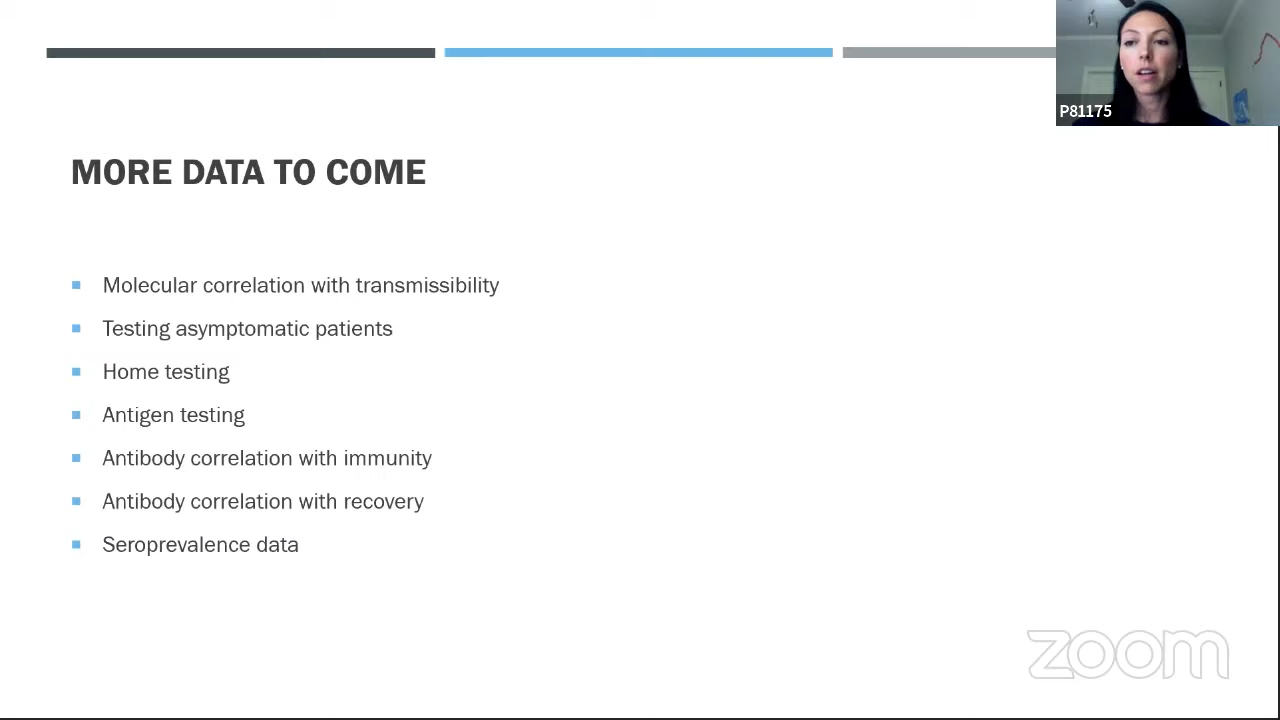 P81175
MORE DATA TO COME
Molecular correlation with transmissibility
Testing asymptomatic patients
Home testing
Antigen testing
Antibody correlation with immunity
Antibody correlation with recovery
Seroprevalence data
zoom